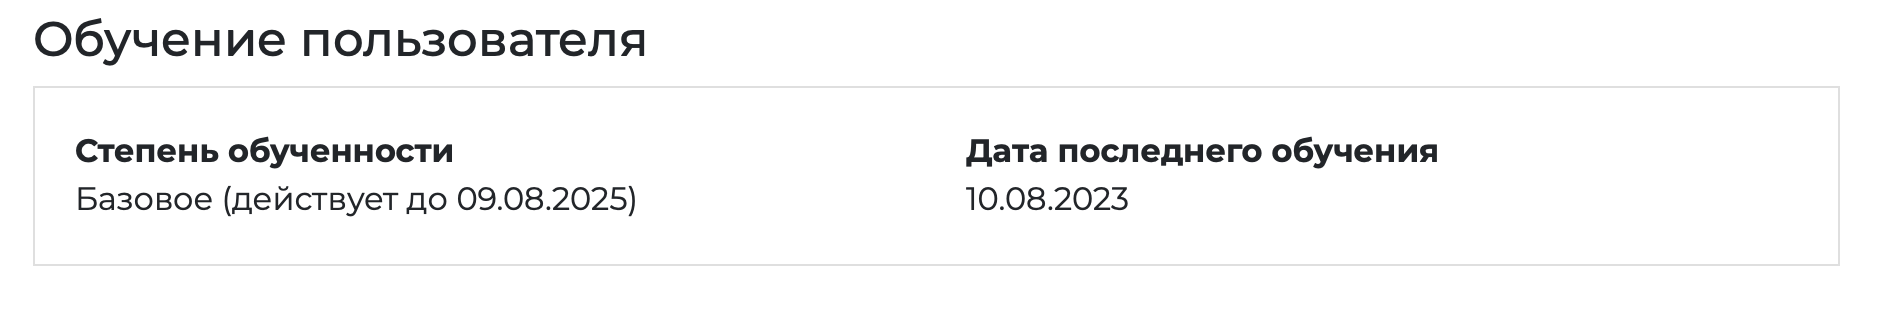 Обучение пользователя
Степень обученности
Базовое (действует до 09.08.2025)
Дата последнего обучения
10.08.2023